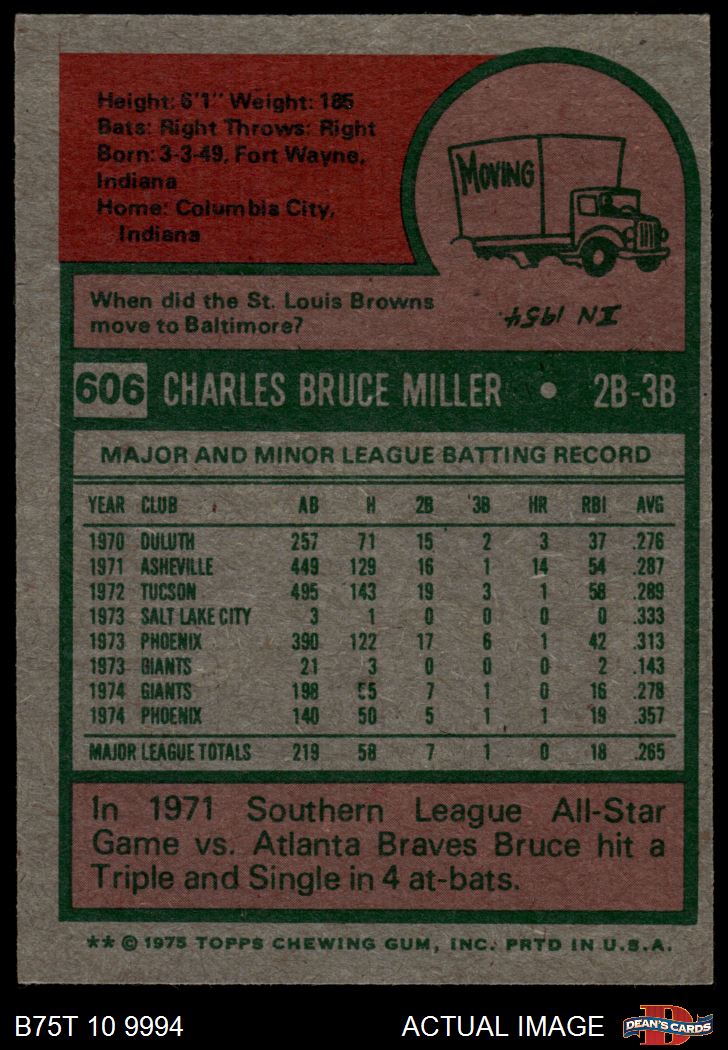 Height: 6'1" Weight: 185
Bats: Right Throws: Right
Born: 3-3-49, Fort Wayne,
Indiana
Home: Columbia City,
Indiana
MOVING
When did the St. Louis Browns
move to Baltimore?
IN 1954.
606 CHARLES BRUCE MILLER • 2B-3B
MAJOR AND MINOR LEAGUE BATTING RECORD
YEAR CLUB AB H 2B 3B HR RBI AVG
1970 DULUTH 257 71 15 2 3 37 .276
1971 ASHEVILLE 449 129 16 1 14 54 .287
1972 TUCSON 495 143 19 3 1 58 .289
1973 SALT LAKE CITY 3 1 0 0 0 0 .333
1973 PHOENIX 390 122 17 6 1 42 .313
1973 GIANTS 21 3 0 0 0 2 .143
1974 GIANTS 198 55 7 1 0 16 .278
1974 PHOENIX 140 50 5 1 1 19 .357
MAJOR LEAGUE TOTALS 219 58 7 1 0 18 .265
In 1971 Southern League All-Star
Game vs. Atlanta Braves Bruce hit a
Triple and Single in 4 at-bats.
** © 1975 TOPPS CHEWING GUM, INC. PRTD IN U.S.A.
B75T 10 9994 ACTUAL IMAGE D DEAN'S CARDS